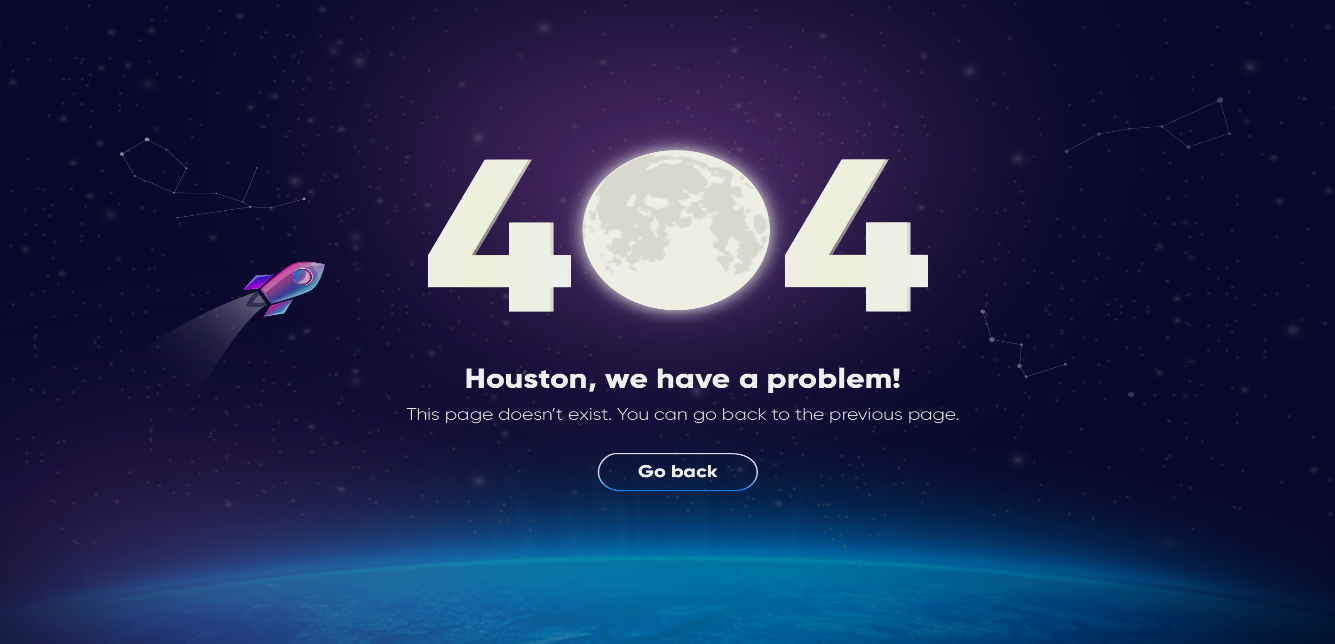 404
Houston, we have a problem!
This page doesn't exist. You can go back to the previous page.
Go back